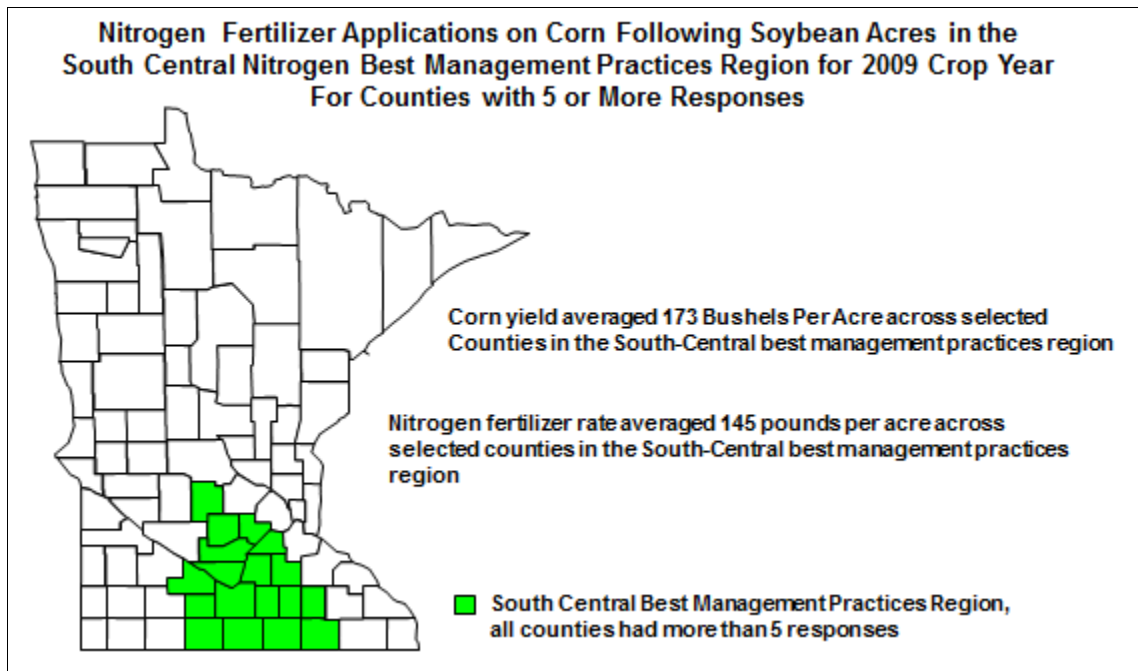 Nitrogen Fertilizer Applications on Corn Following Soybean Acres in the
South Central Nitrogen Best Management Practices Region for 2009 Crop Year
For Counties with 5 or More Responses
Corn yield averaged 173 Bushels Per Acre across selected
Counties in the South-Central best management practices region
Nitrogen fertilizer rate averaged 145 pounds per acre across
selected counties in the South-Central best management practices
region
South Central Best Management Practices Region,
all counties had more than 5 responses